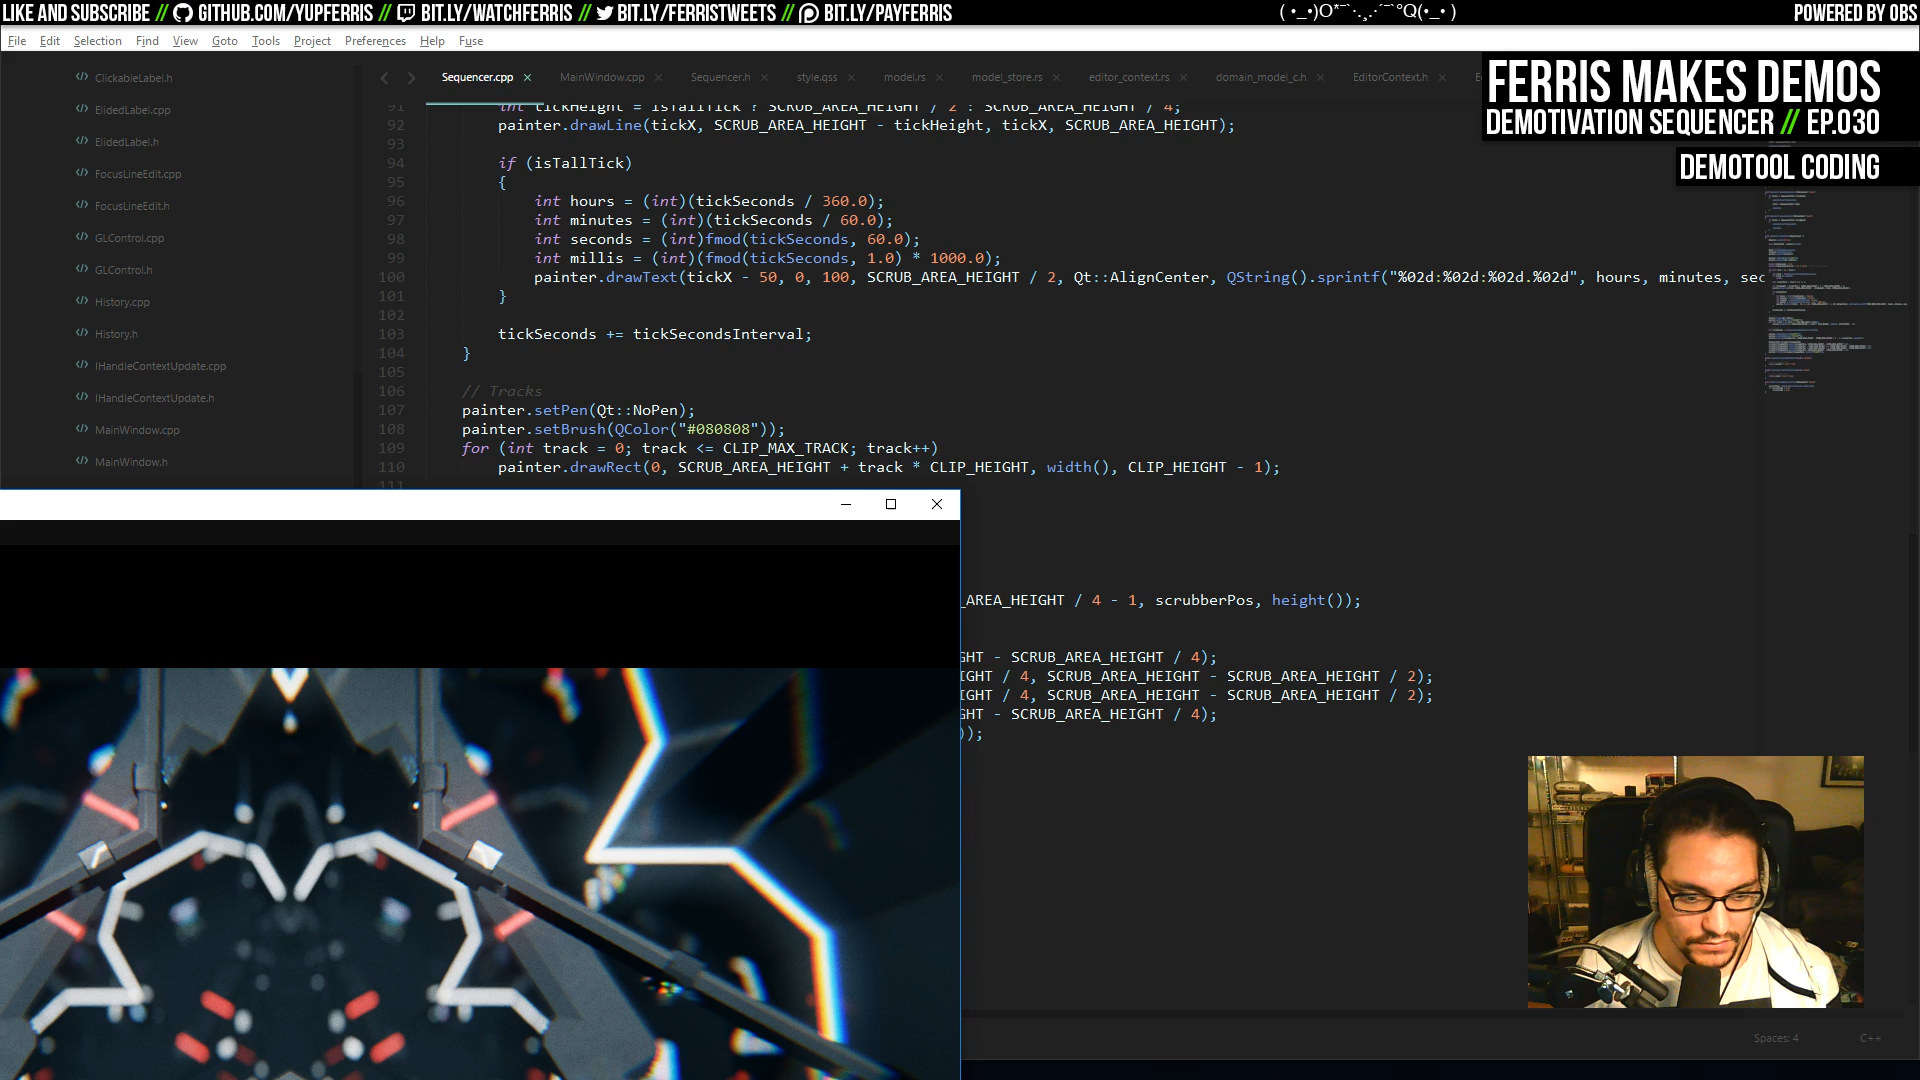 LIKE AND SUBSCRIBE // GITHUB.COM/YUPFERRIS // BIT.LY/WATCHFERRIS // BIT.LY/FERRISTWEETS // BIT.LY/PAYFERRIS
( •_•)O*¯`·.¸.·´¯`°Q(•_• )
POWERED BY OBS
File Edit Selection Find View Goto Tools Project Preferences Help Fuse
Sequencer.cpp MainWindow.cpp Sequencer.h style.qss model.rs model_store.rs editor_context.rs domain_model_c.h EditorContext.h
FERRIS MAKES DEMOS
DEMOTIVATION SEQUENCER // EP.030
DEMOTOOL CODING
ClickableLabel.h
ElidedLabel.cpp
ElidedLabel.h
FocusLineEdit.cpp
FocusLineEdit.h
GLControl.cpp
GLControl.h
History.cpp
History.h
IHandleContextUpdate.cpp
IHandleContextUpdate.h
MainWindow.cpp
MainWindow.h
91 int tickHeight = isTallTick ? SCRUB_AREA_HEIGHT / 2 : SCRUB_AREA_HEIGHT / 4;
92 painter.drawLine(tickX, SCRUB_AREA_HEIGHT - tickHeight, tickX, SCRUB_AREA_HEIGHT);
93
94 if (isTallTick)
95 {
96 int hours = (int)(tickSeconds / 360.0);
97 int minutes = (int)(tickSeconds / 60.0);
98 int seconds = (int)fmod(tickSeconds, 60.0);
99 int millis = (int)(fmod(tickSeconds, 1.0) * 1000.0);
100 painter.drawText(tickX - 50, 0, 100, SCRUB_AREA_HEIGHT / 2, Qt::AlignCenter, QString().sprintf("%02d:%02d:%02d.%02d", hours, minutes, sec
101 }
102
103 tickSeconds += tickSecondsInterval;
104 }
105
106 // Tracks
107 painter.setPen(Qt::NoPen);
108 painter.setBrush(QColor("#080808"));
109 for (int track = 0; track <= CLIP_MAX_TRACK; track++)
110 painter.drawRect(0, SCRUB_AREA_HEIGHT + track * CLIP_HEIGHT, width(), CLIP_HEIGHT - 1);
111
_AREA_HEIGHT / 4 - 1, scrubberPos, height());
GHT - SCRUB_AREA_HEIGHT / 4);
IGHT / 4, SCRUB_AREA_HEIGHT - SCRUB_AREA_HEIGHT / 2);
IGHT / 4, SCRUB_AREA_HEIGHT - SCRUB_AREA_HEIGHT / 2);
GHT - SCRUB_AREA_HEIGHT / 4);
));
Spaces: 4 C++